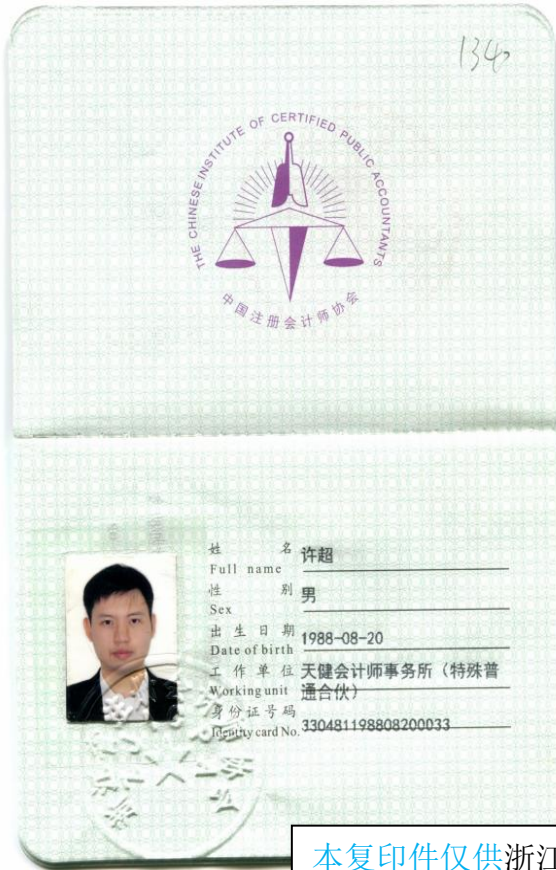 134
THE CHINESE INSTITUTE OF CERTIFIED PUBLIC ACCOUNTANTS
中国注册会计师协会
姓 名 许超
Full name
性 别 男
Sex
出生日期 1988-08-20
Date of birth
工作单位 天健会计师事务所（特殊普
Working unit 通合伙）
身份证号码
Identity card No. 330481198808200033
本复印件仅供浙江